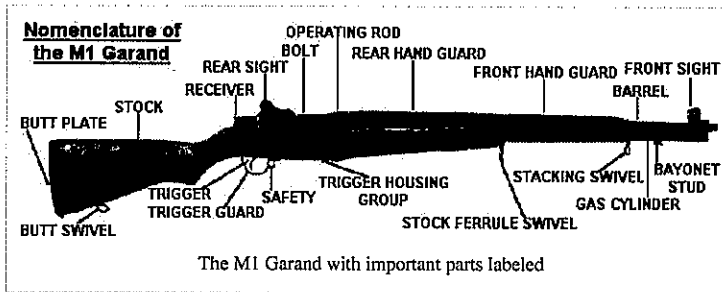 Nomenclature of
the M1 Garand
OPERATING ROD
BOLT
REAR HAND GUARD
REAR SIGHT
FRONT HAND GUARD
FRONT SIGHT
RECEIVER
BARREL
STOCK
BUTT PLATE
TRIGGER
TRIGGER GUARD
SAFETY
TRIGGER HOUSING
GROUP
STACKING SWIVEL
BAYONET
STUD
GAS CYLINDER
STOCK FERRULE SWIVEL
BUTT SWIVEL
The M1 Garand with important parts labeled